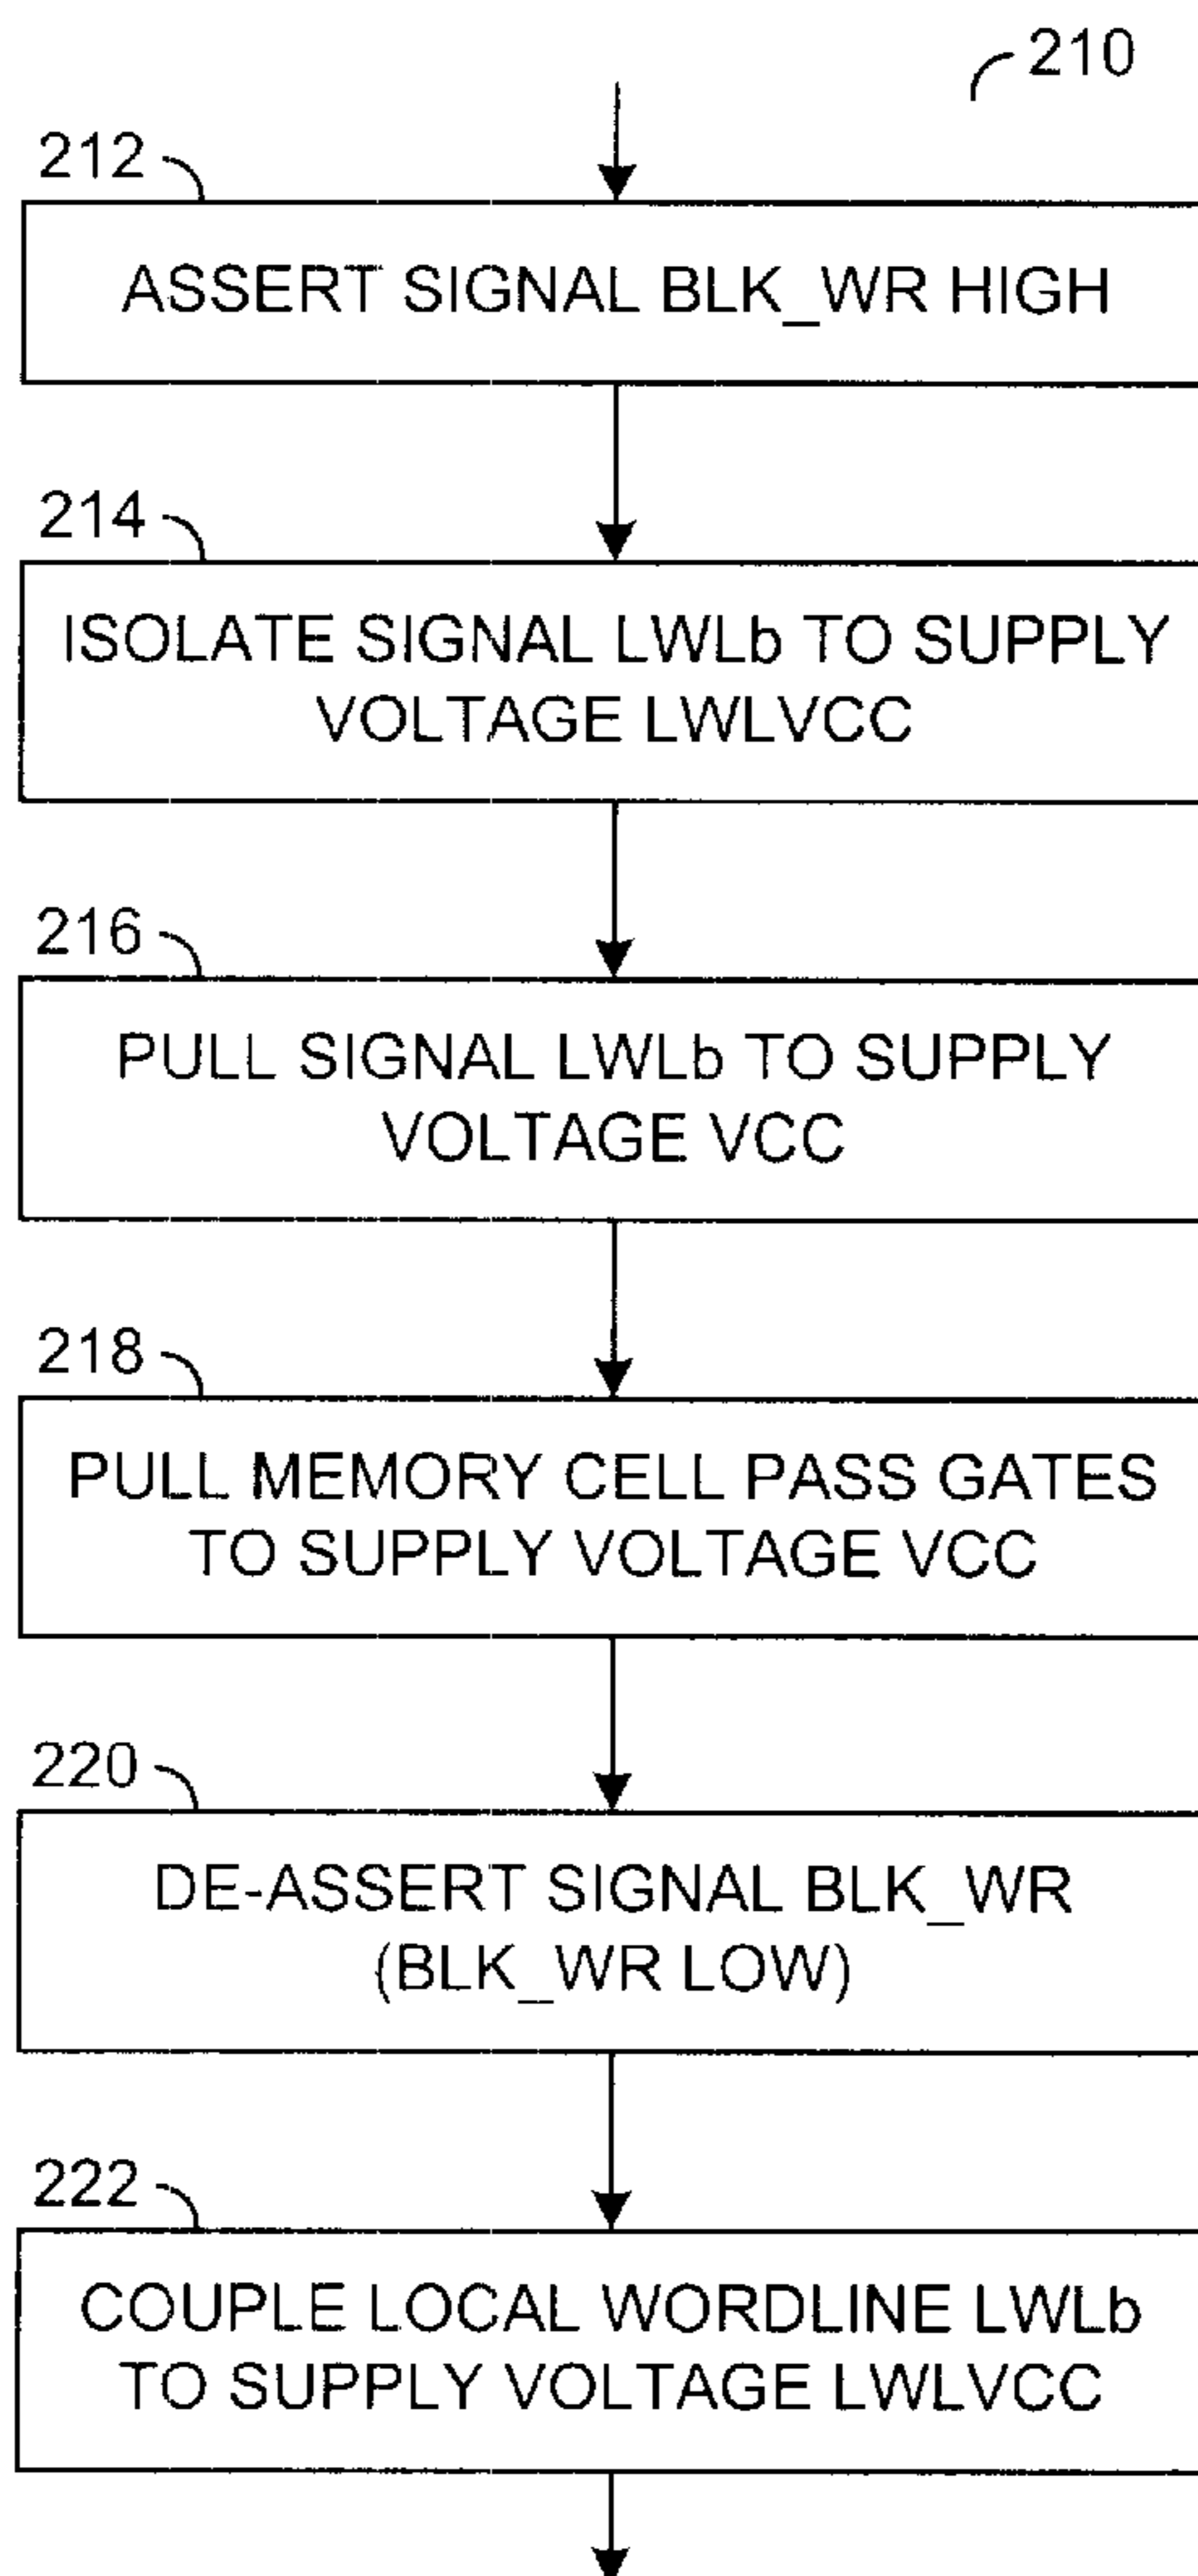 210
212
ASSERT SIGNAL BLK_WR HIGH
214
ISOLATE SIGNAL LWLb TO SUPPLY
VOLTAGE LWLVCC
216
PULL SIGNAL LWLb TO SUPPLY
VOLTAGE VCC
218
PULL MEMORY CELL PASS GATES
TO SUPPLY VOLTAGE VCC
220
DE-ASSERT SIGNAL BLK_WR
(BLK_WR LOW)
222
COUPLE LOCAL WORDLINE LWLb
TO SUPPLY VOLTAGE LWLVCC